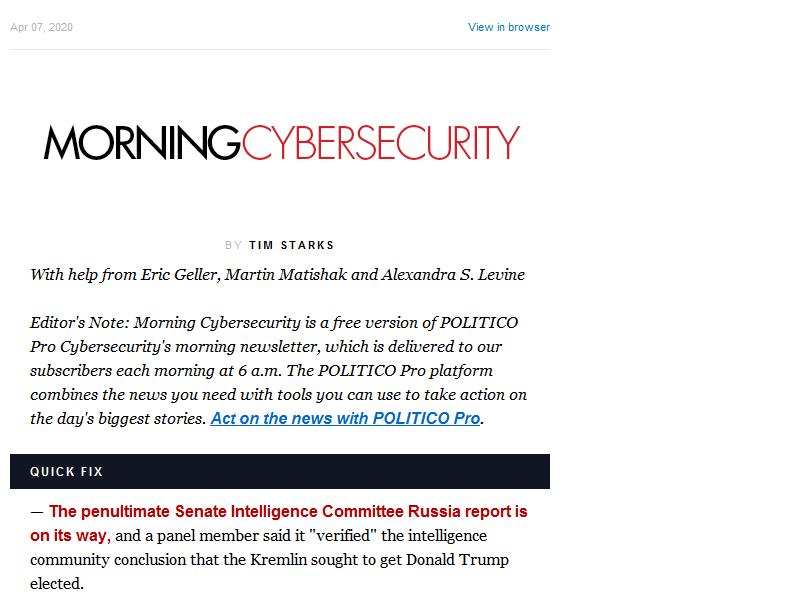 Apr 07, 2020 View in browser
MORNINGCYBERSECURITY
BY TIM STARKS
With help from Eric Geller, Martin Matishak and Alexandra S. Levine
Editor's Note: Morning Cybersecurity is a free version of POLITICO
Pro Cybersecurity's morning newsletter, which is delivered to our
subscribers each morning at 6 a.m. The POLITICO Pro platform
combines the news you need with tools you can use to take action on
the day's biggest stories. Act on the news with POLITICO Pro.
QUICK FIX
— The penultimate Senate Intelligence Committee Russia report is
on its way, and a panel member said it "verified" the intelligence
community conclusion that the Kremlin sought to get Donald Trump
elected.